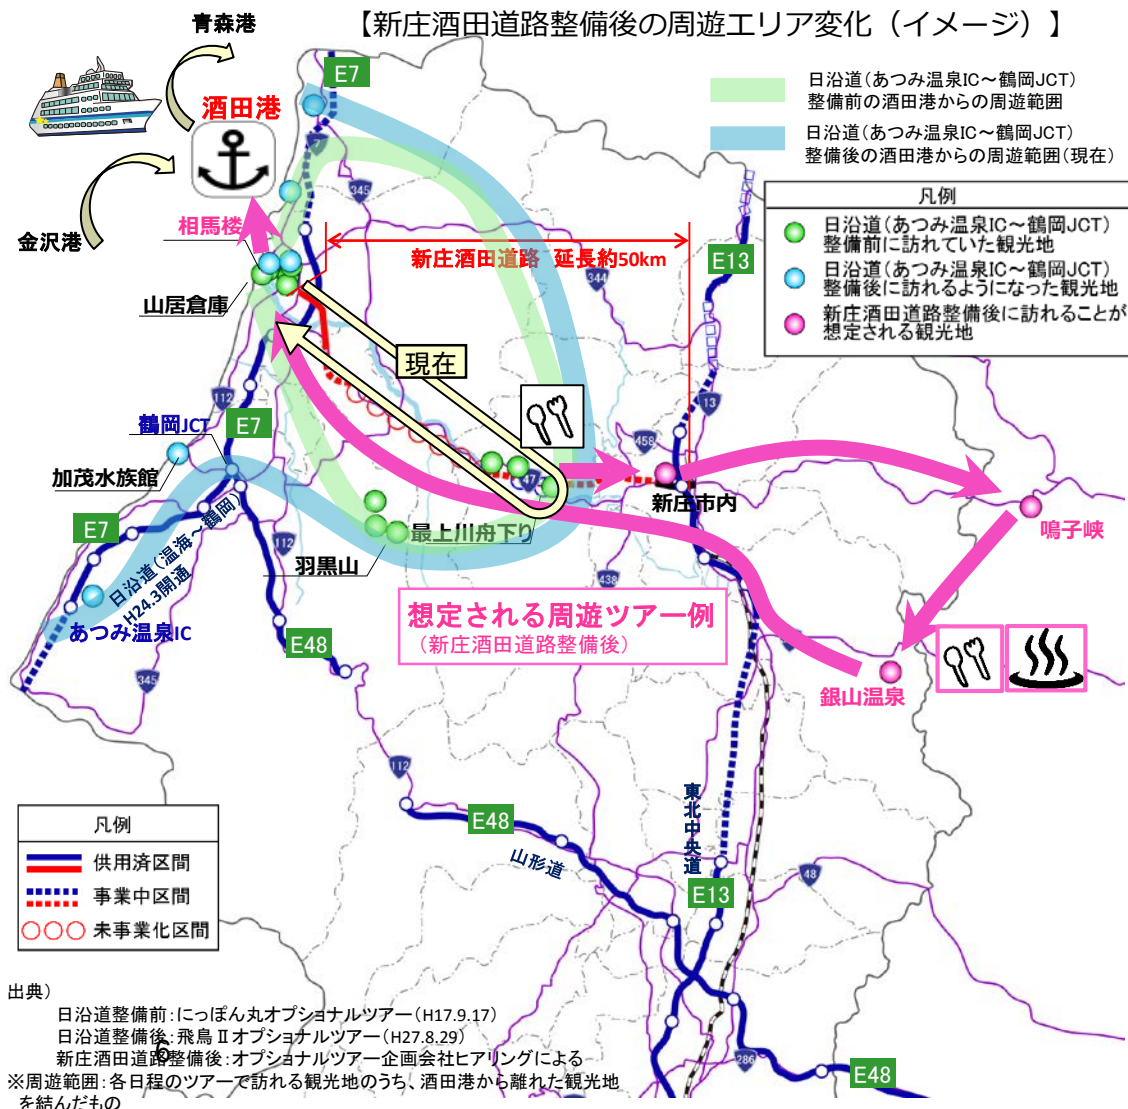 【新庄酒田道路整備後の周遊エリア変化（イメージ）】
青森港
酒田港
金沢港
日沿道（あつみ温泉IC～鶴岡JCT）
整備前の酒田港からの周遊範囲
日沿道（あつみ温泉IC～鶴岡JCT）
整備後の酒田港からの周遊範囲（現在）
凡例
日沿道（あつみ温泉IC～鶴岡JCT）
整備前に訪れていた観光地
日沿道（あつみ温泉IC～鶴岡JCT）
整備後に訪れるようになった観光地
新庄酒田道路整備後に訪れることが
想定される観光地
E7
345
相馬楼
新庄酒田道路 延長約50km
E13
344
山居倉庫
現在
112
13
鶴岡JCT
E7
458
加茂水族館
47
新庄市内
鳴子峡
E7
日沿道（温海～鶴岡）
H24.3開通
112
最上川舟下り
羽黒山
438
想定される周遊ツアー例
（新庄酒田道路整備後）
あつみ温泉IC
E48
345
銀山温泉
112
東北中央道
E48
山形道
E13
48
凡例
供用済区間
事業中区間
未事業化区間
286
E48
出典）
日沿道整備前：にっぽん丸オプショナルツアー（H17.9.17）
日沿道整備後：飛鳥Ⅱオプショナルツアー（H27.8.29）
新庄酒田道路整備後：オプショナルツアー企画会社ヒアリングによる
6
※周遊範囲：各日程のツアーで訪れる観光地のうち、酒田港から離れた観光地
を結んだもの